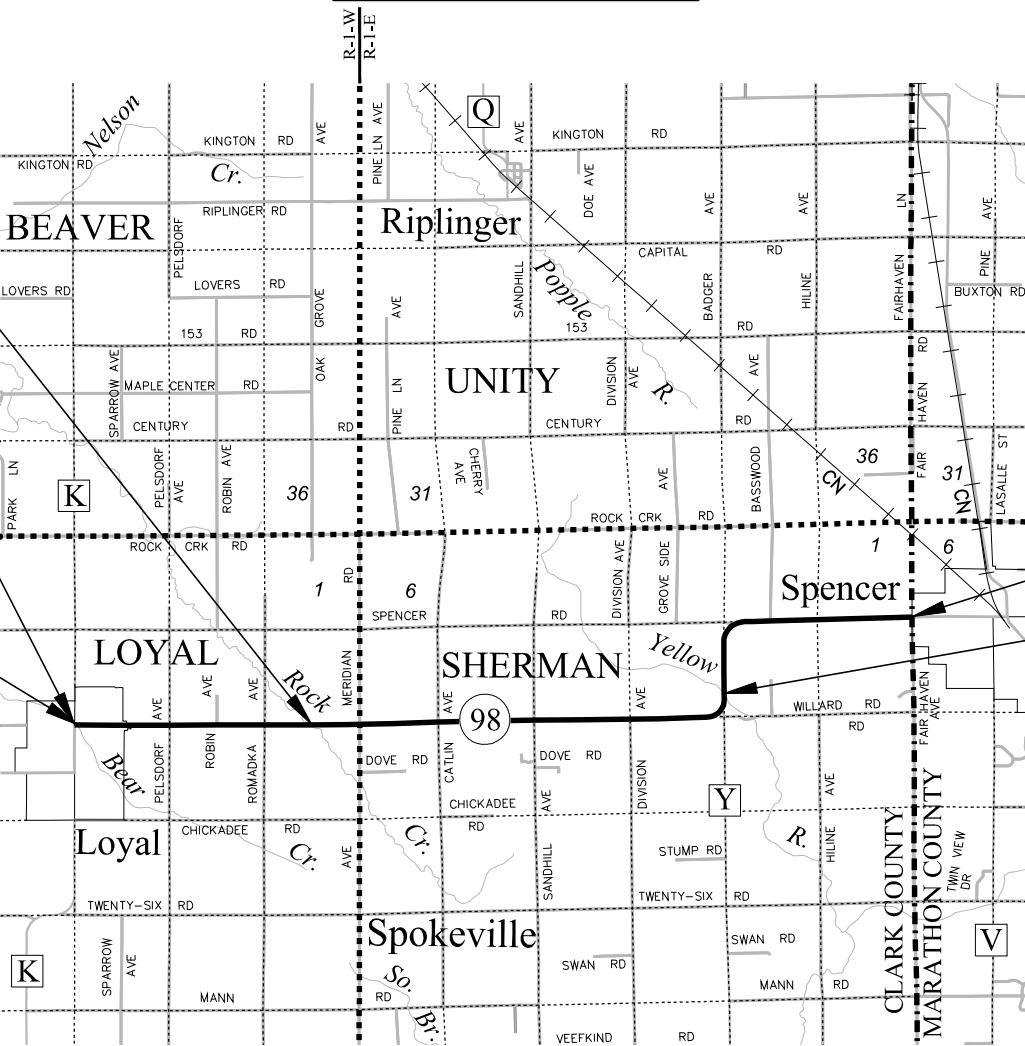 R-1-W
R-1-E
Nelson
Q
KINGTON RD
AVE
PINE LN AVE
AVE
KINGTON RD
KINGTON RD
Cr.
DOE AVE
AVE
AVE
LN
AVE
RIPLINGER RD
BEAVER
Riplinger
PELSDORF
CAPITAL RD
LOVERS RD
LOVERS RD
GROVE
AVE
SANDHILL
Popple
BADGER
HILINE
FAIRHAVEN
PINE
BUXTON RD
153 RD
153 RD
OAK
SPARROW AVE
MAPLE CENTER RD
PINE LN
UNITY
DIVISION AVE
R.
AVE
RD
HAVEN
FAIR
CENTURY RD
CENTURY RD
PARK LN
K
PELSDORF AVE
ROBIN AVE
36
31
CHERRY AVE
AVE
BASSWOOD
CN
36
31
CN
LASALLE ST
ROCK CRK RD
ROCK CRK RD
1
RD
6
DIVISION AVE
GROVE SIDE
1
6
SPENCER RD
Spencer
LOYAL
SHERMAN
Yellow
MERIDIAN
Rock
AVE
AVE
AVE
AVE
AVE
98
WILLARD RD
RD
FAIR HAVEN AVE
Bear
PELSDORF
ROBIN
ROMADKA
DOVE RD
CATLIN
DOVE RD
DIVISION
AVE
Y
AVE
CHICKADEE RD
Loyal
CHICKADEE RD
Cr.
AVE
Cr.
STUMP RD
R.
HILINE
CLARK COUNTY
MARATHON COUNTY
TWIN VIEW DR
SANDHILL
TWENTY-SIX RD
TWENTY-SIX RD
Spokeville
K
SPARROW AVE
So. Br.
SWAN RD
SWAN RD
V
MANN RD
MANN RD
VEEFKIND RD